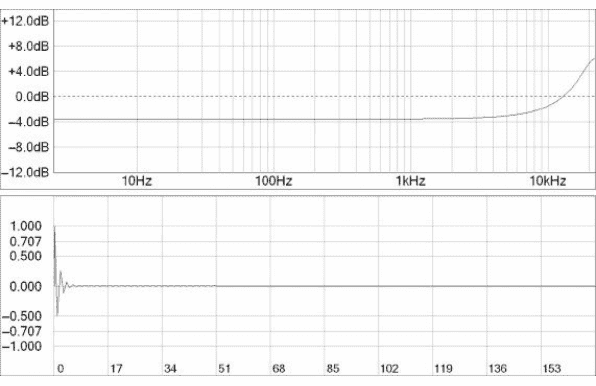 +12.0dB
+8.0dB
+4.0dB
0.0dB
−4.0dB
−8.0dB
−12.0dB
10Hz 100Hz 1kHz 10kHz
1.000
0.707
0.500
0.000
−0.500
−0.707
−1.000
0 17 34 51 68 85 102 119 136 153